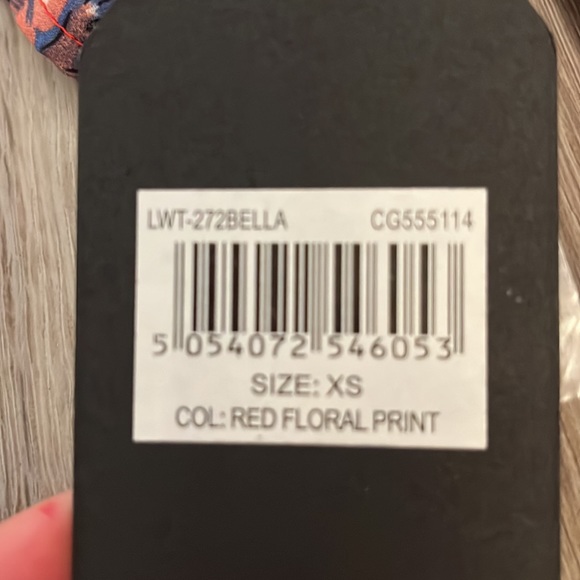 LWT-272BELLA CG555114
5 054072 546053
SIZE: XS
COL: RED FLORAL PRINT